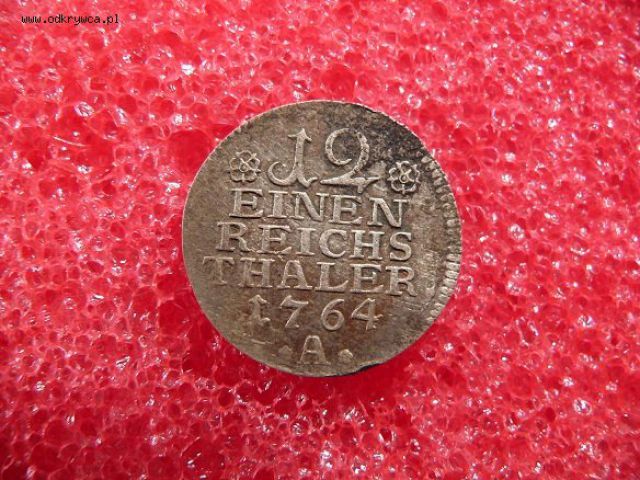 www.odkrywca.pl
12
EINEN
REICHS
THALER
1764
·A·